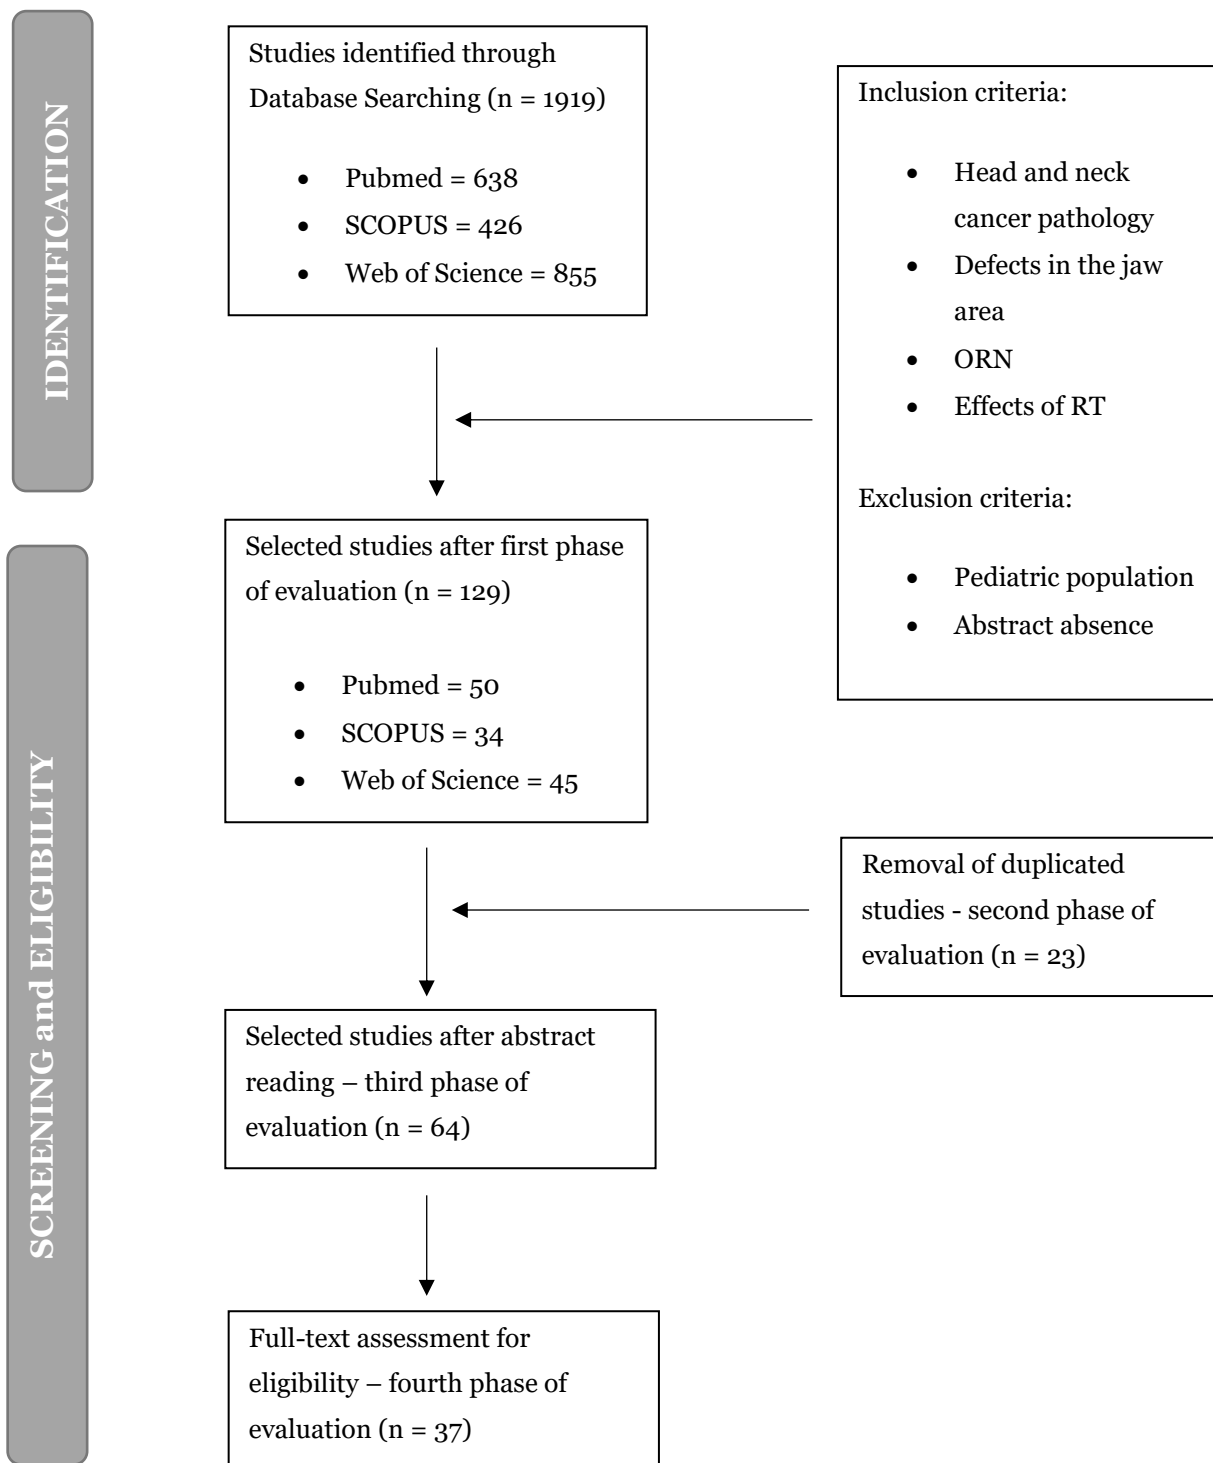 IDENTIFICATION
Studies identified through
Database Searching (n = 1919)
• Pubmed = 638
• SCOPUS = 426
• Web of Science = 855
Inclusion criteria:
• Head and neck
cancer pathology
• Defects in the jaw
area
• ORN
• Effects of RT
Exclusion criteria:
• Pediatric population
• Abstract absence
SCREENING and ELIGIBILITY
Selected studies after first phase
of evaluation (n = 129)
• Pubmed = 50
• SCOPUS = 34
• Web of Science = 45
Removal of duplicated
studies - second phase of
evaluation (n = 23)
Selected studies after abstract
reading – third phase of
evaluation (n = 64)
Full-text assessment for
eligibility – fourth phase of
evaluation (n = 37)